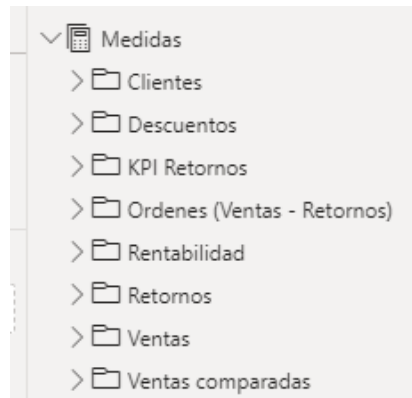 Medidas
Clientes
Descuentos
KPI Retornos
Ordenes (Ventas - Retornos)
Rentabilidad
Retornos
Ventas
Ventas comparadas